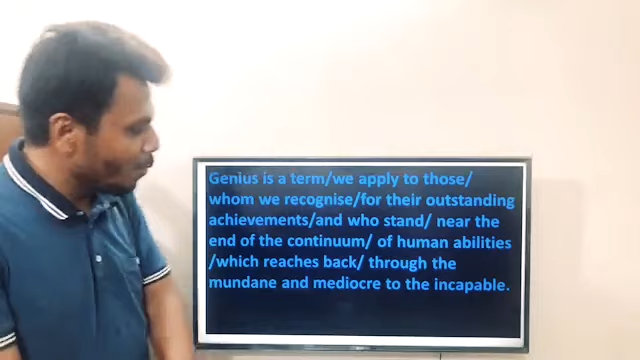 Genius is a term/we apply to those/
whom we recognise/for their outstanding
achievements/and who stand/ near the
end of the continuum/ of human abilities
/which reaches back/ through the
mundane and mediocre to the incapable.